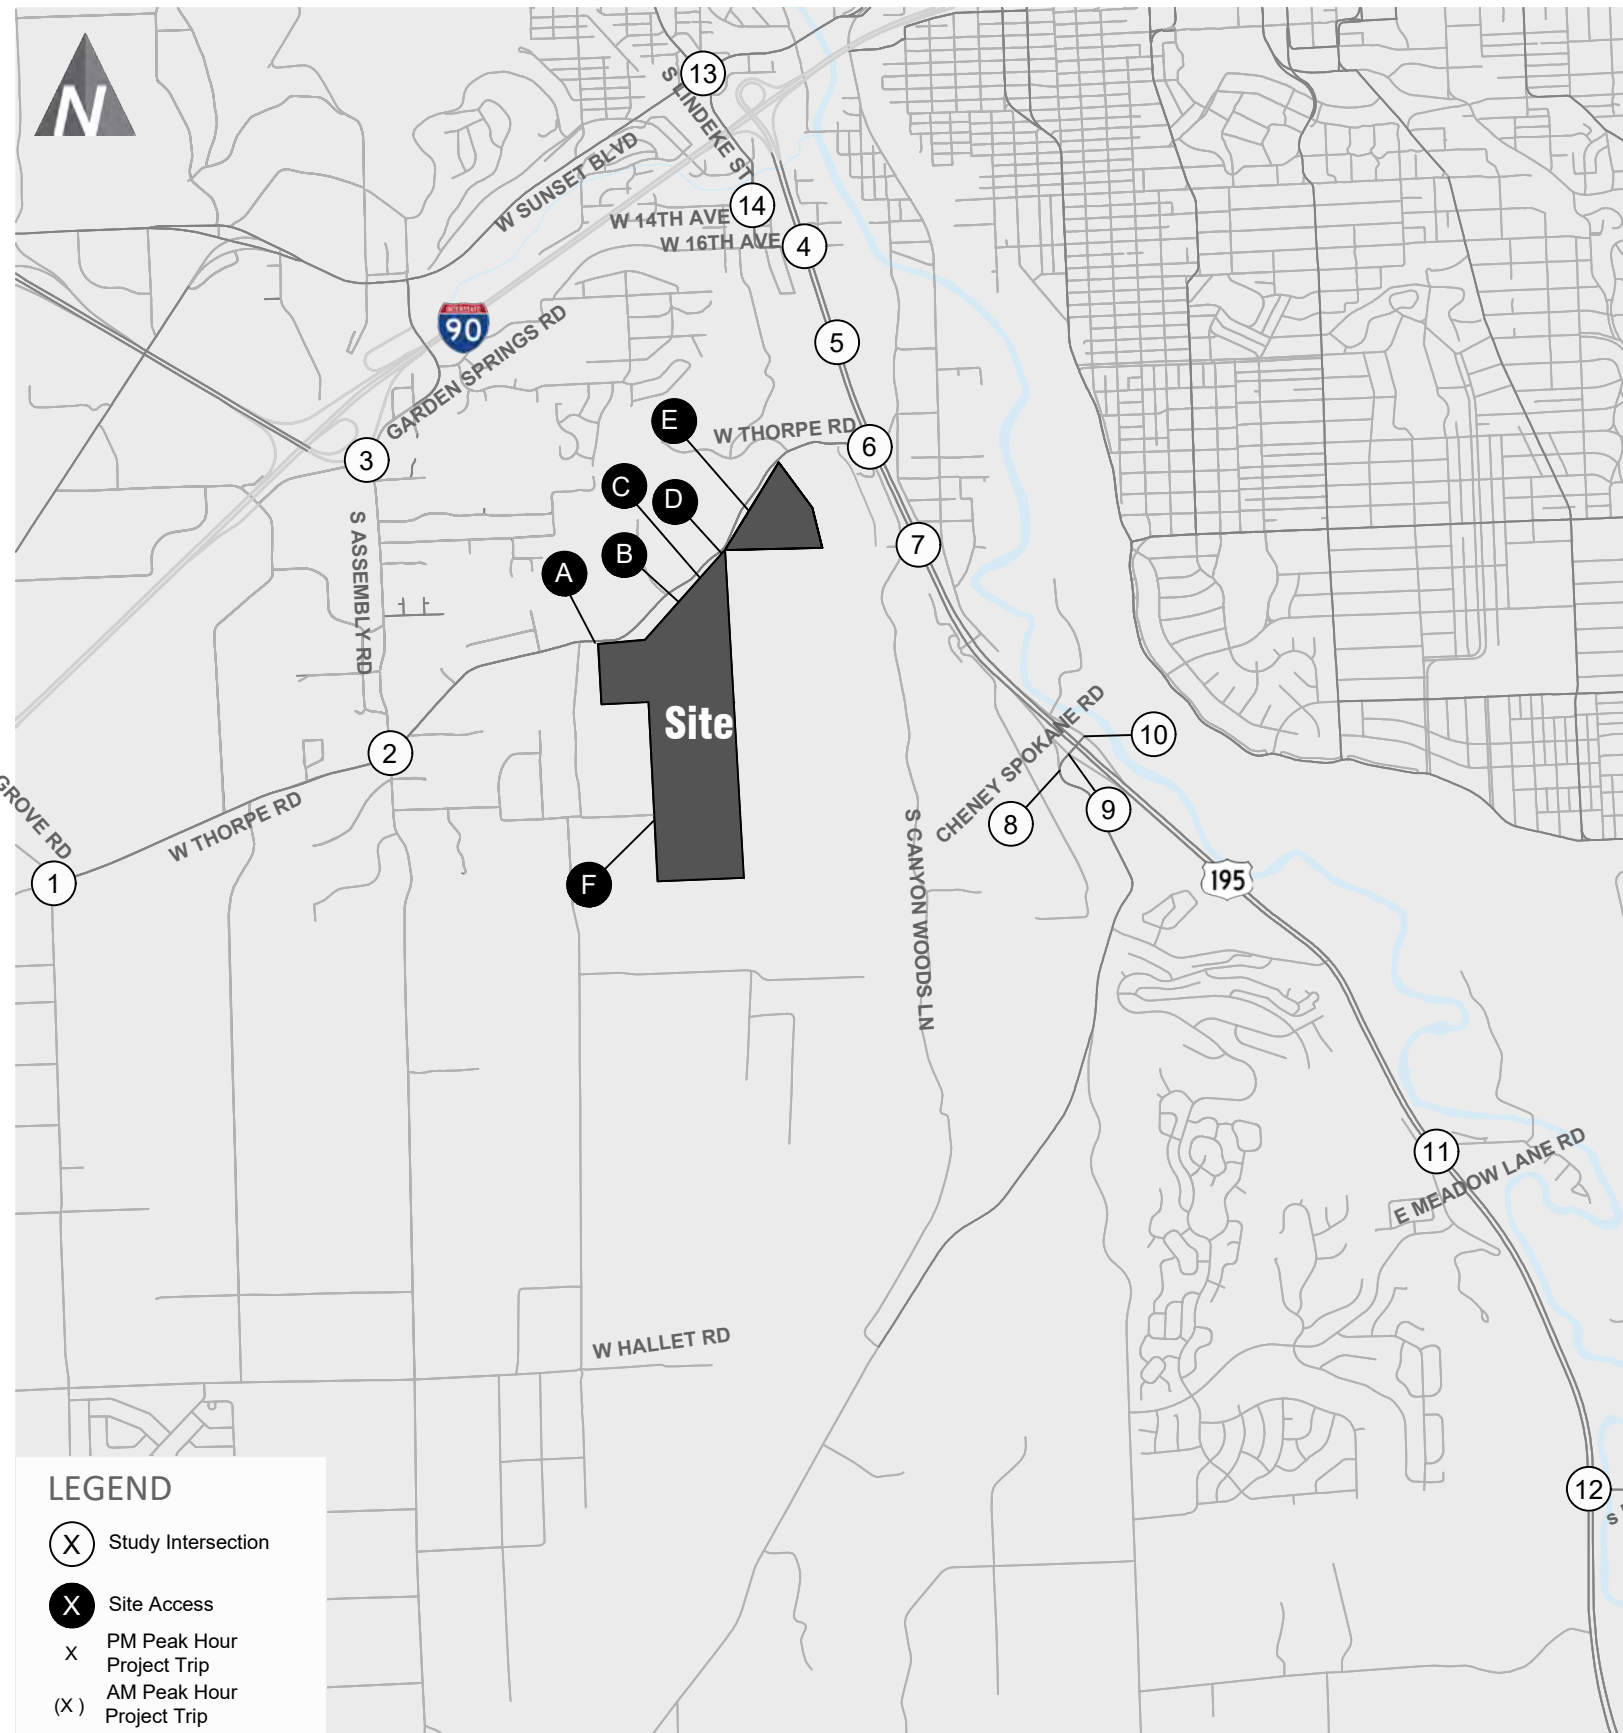 N
13
S LINDEKE ST
W SUNSET BLVD
14
W 14TH AVE
W 16TH AVE
4
INTERSTATE
90
GARDEN SPRINGS RD
5
E
W THORPE RD
6
3
C
D
S ASSEMBLY RD
B
7
A
Site
CHENEY SPOKANE RD
10
2
GROVE RD
W THORPE RD
8
9
1
F
S CANYON WOODS LN
195
11
E MEADOW LANE RD
W HALLET RD
12
S
LEGEND
X Study Intersection
X Site Access
X PM Peak Hour
Project Trip
(X ) AM Peak Hour
Project Trip